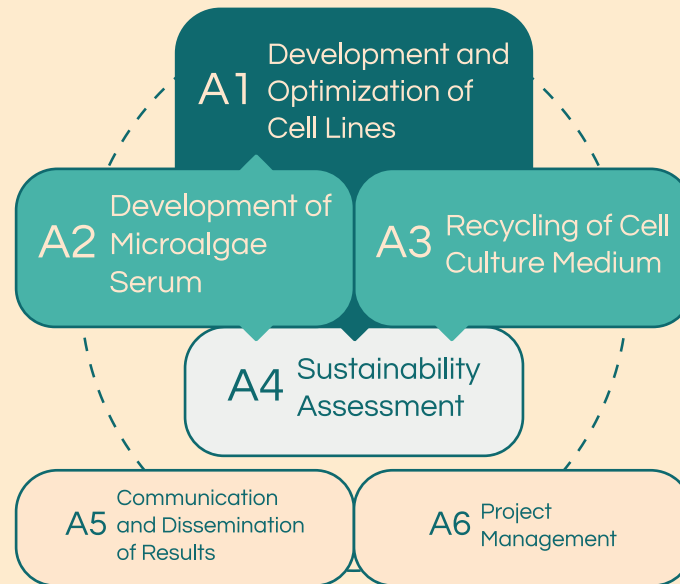 A1
Development and
Optimization of
Cell Lines
A2
Development of
Microalgae
Serum
A3
Recycling of Cell
Culture Medium
A4
Sustainability
Assessment
A5
Communication
and Dissemination
of Results
A6
Project
Management